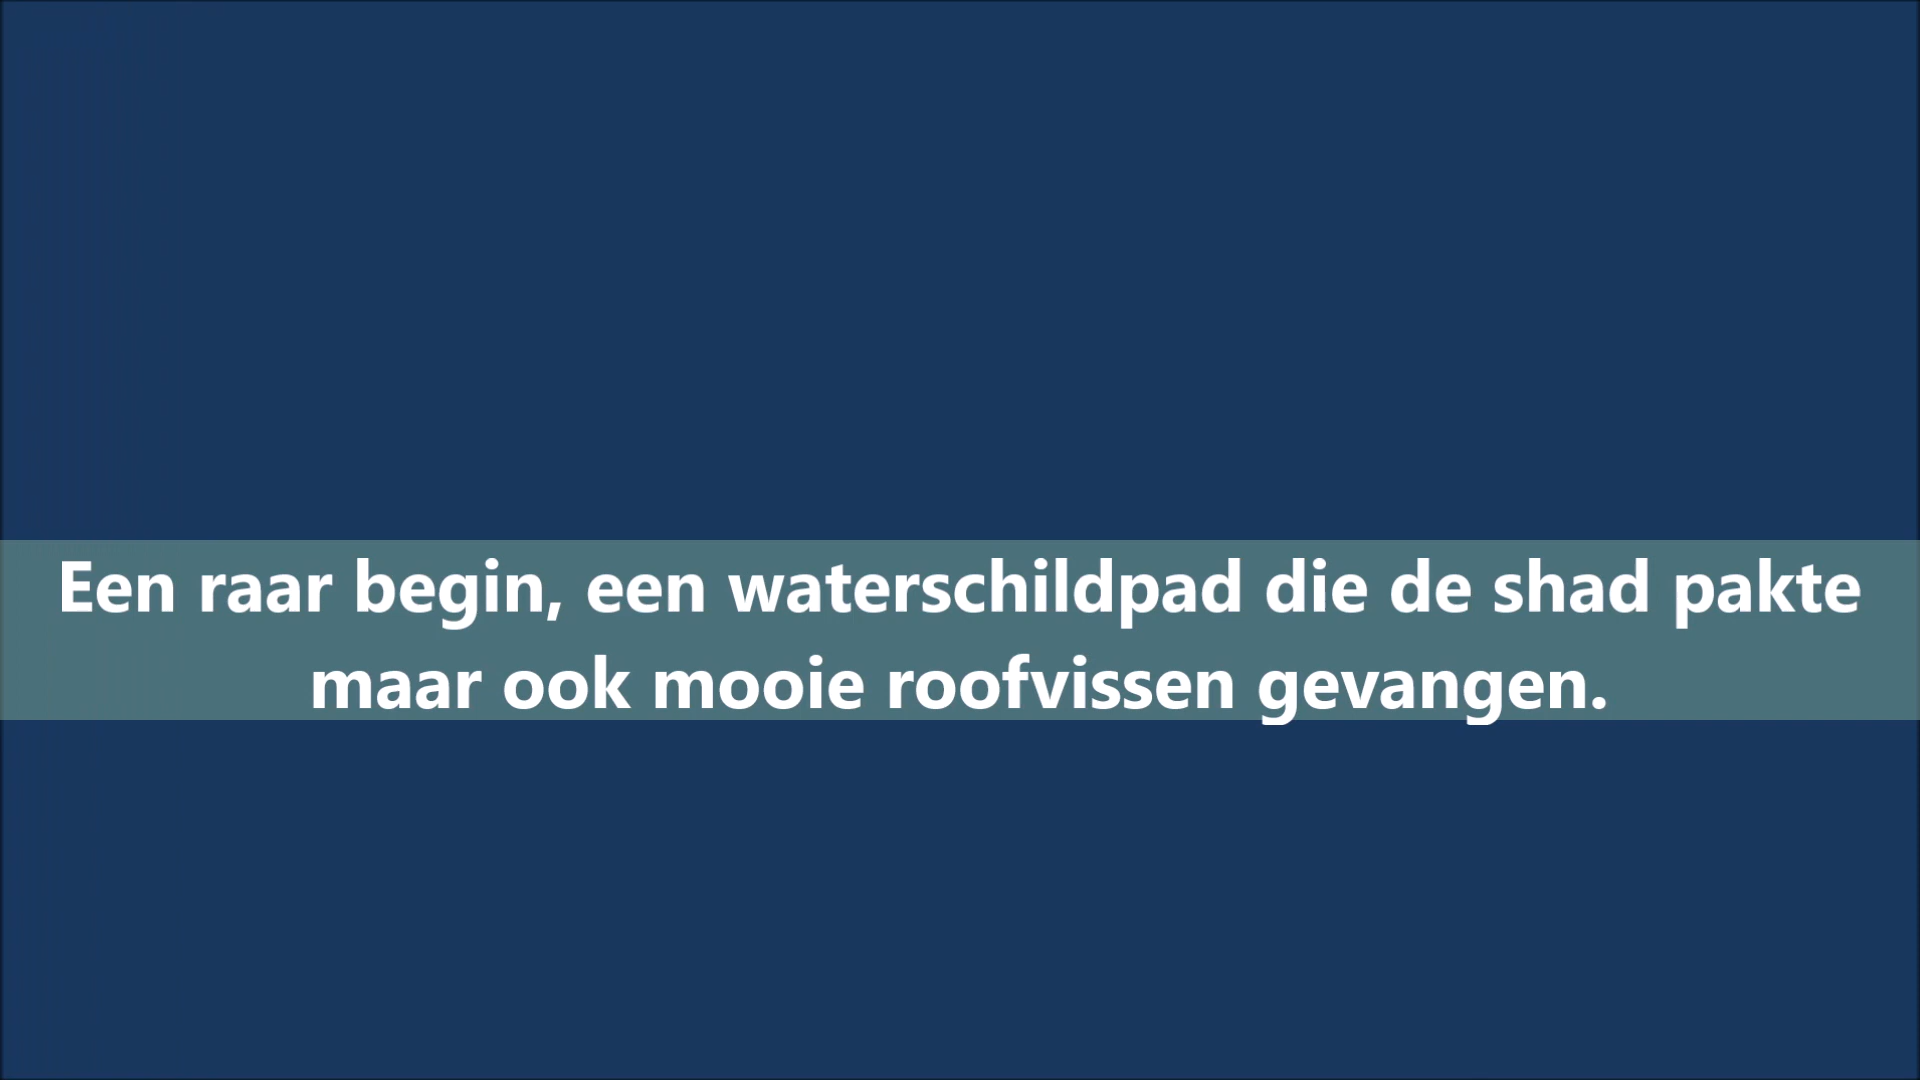 Een raar begin, een waterschildpad die de shad pakte
maar ook mooie roofvissen gevangen.